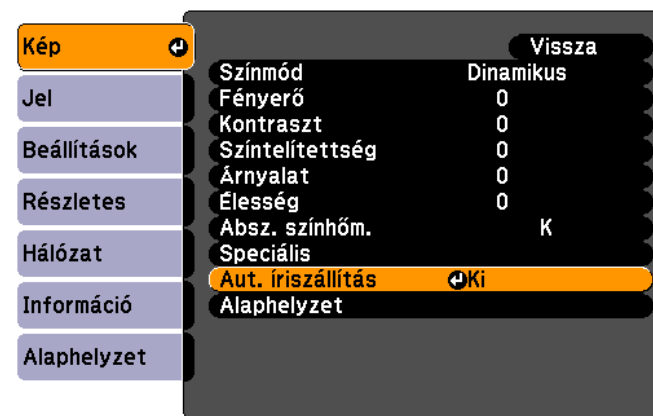 Kép
Jel
Beállítások
Részletes
Hálózat
Információ
Alaphelyzet
Vissza
Színmód Dinamikus
Fényerő 0
Kontraszt 0
Színtelítettség 0
Árnyalat 0
Élesség 0
Absz. színhőm. K
Speciális
Aut. íriszállítás Ki
Alaphelyzet